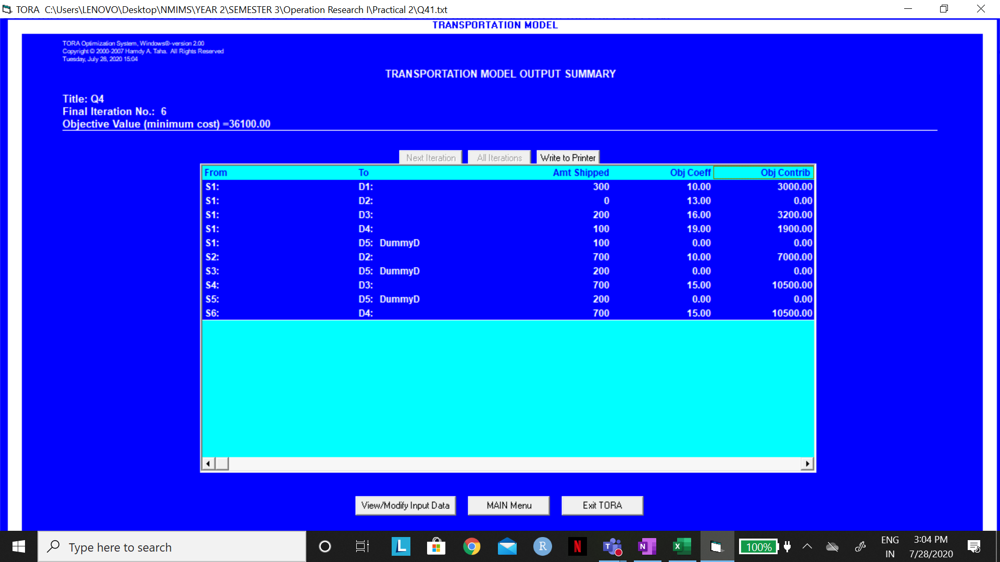 TORA C:\Users\LENOVO\Desktop\NMIMS\YEAR 2\SEMESTER 3\Operation Research I\Practical 2\Q41.txt
TRANSPORTATION MODEL
TORA Optimization System, Windows®-version 2.00
Copyright © 2000-2007 Hamdy A. Taha. All Rights Reserved
Tuesday, July 28, 2020 15:04
TRANSPORTATION MODEL OUTPUT SUMMARY
Title: Q4
Final Iteration No.: 6
Objective Value (minimum cost) =36100.00
Next Iteration All Iterations Write to Printer
From To Amt Shipped Obj Coeff Obj Contrib
S1: D1: 300 10.00 3000.00
S1: D2: 0 13.00 0.00
S1: D3: 200 16.00 3200.00
S1: D4: 100 19.00 1900.00
S1: D5: DummyD 100 0.00 0.00
S2: D2: 700 10.00 7000.00
S3: D5: DummyD 200 0.00 0.00
S4: D3: 700 15.00 10500.00
S5: D5: DummyD 200 0.00 0.00
S6: D4: 700 15.00 10500.00
View/Modify Input Data MAIN Menu Exit TORA
Type here to search L R N T N X 100% ENG 3:04 PM
IN 7/28/2020